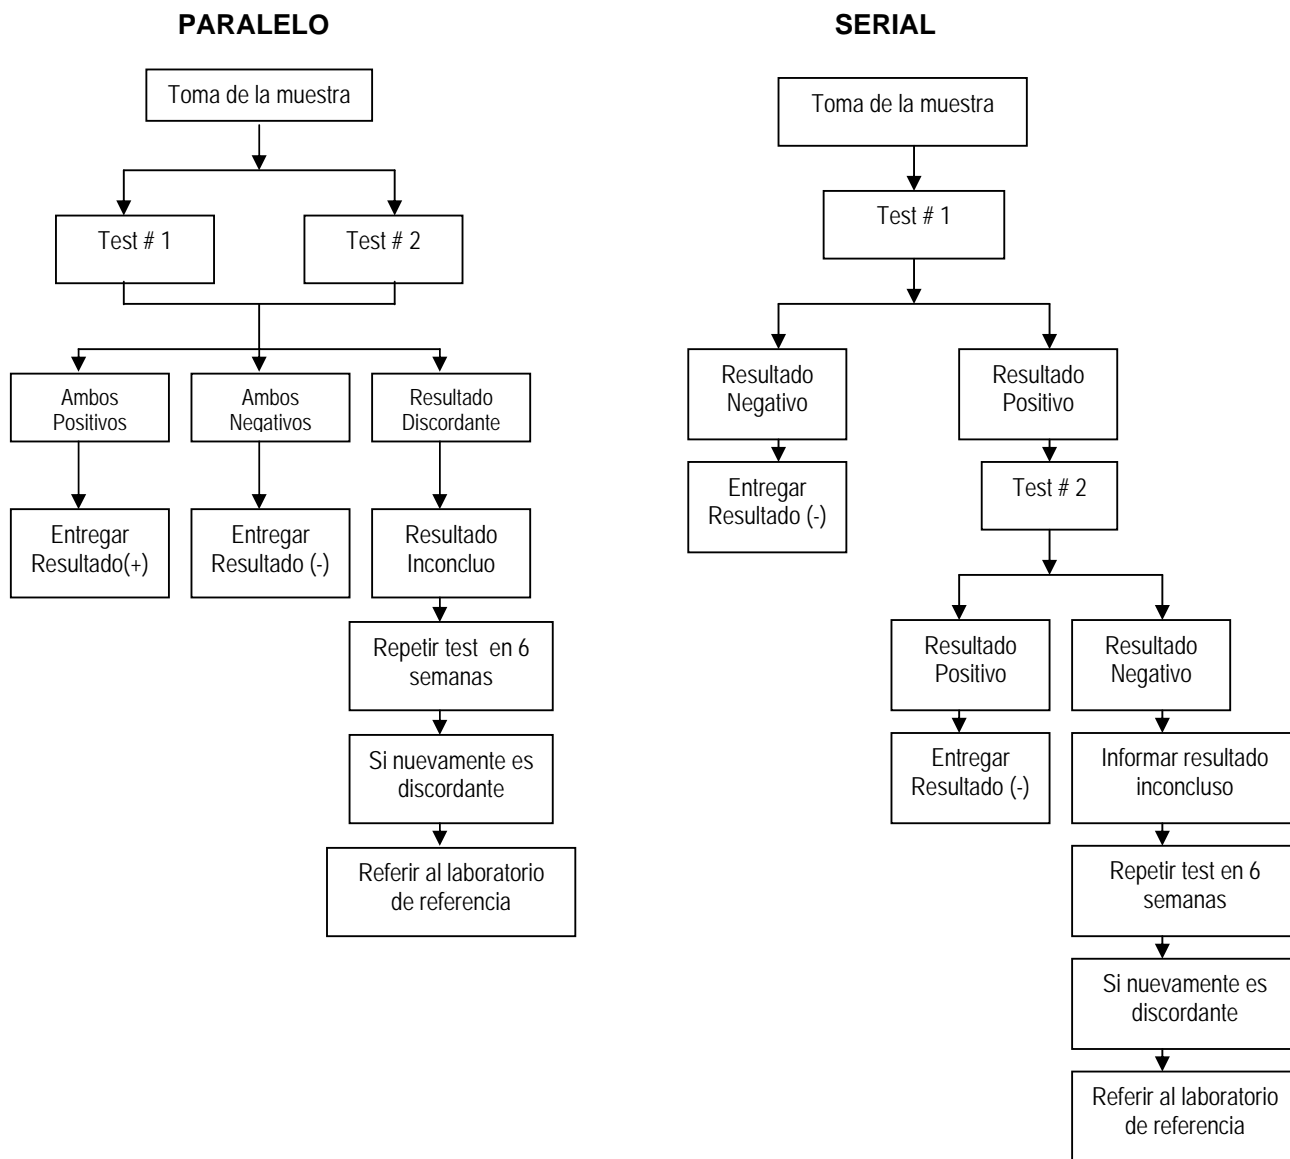 PARALELO
Toma de la muestra
Test # 1
Test # 2
Ambos
Positivos
Ambos
Negativos
Resultado
Discordante
Entregar
Resultado(+)
Entregar
Resultado (-)
Resultado
Inconcluo
Repetir test en 6
semanas
Si nuevamente es
discordante
Referir al laboratorio
de referencia
SERIAL
Toma de la muestra
Test # 1
Resultado
Negativo
Resultado
Positivo
Entregar
Resultado (-)
Test # 2
Resultado
Positivo
Resultado
Negativo
Entregar
Resultado (-)
Informar resultado
inconcluso
Repetir test en 6
semanas
Si nuevamente es
discordante
Referir al laboratorio
de referencia